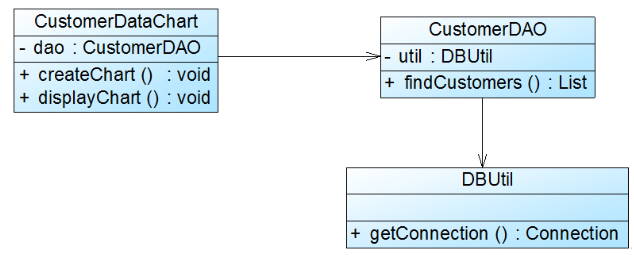 CustomerDataChart
- dao : CustomerDAO
+ createChart () : void
+ displayChart () : void
CustomerDAO
- util : DBUtil
+ findCustomers () : List
DBUtil
+ getConnection () : Connection